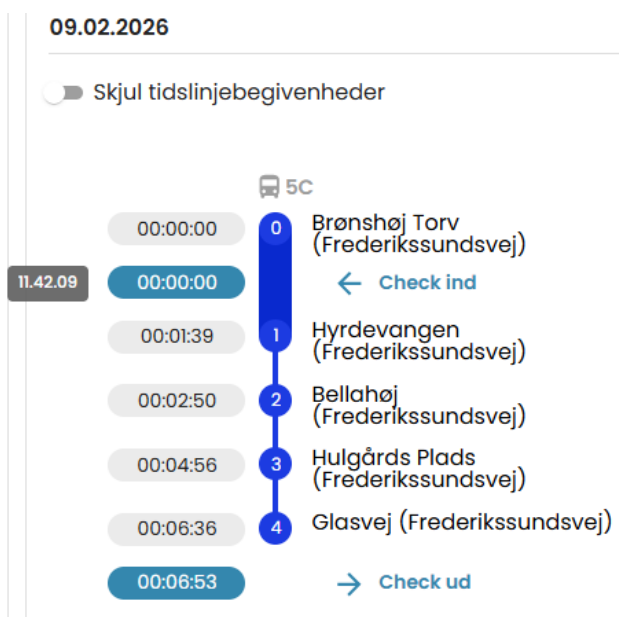 09.02.2026
Skjul tidslinjebegivenheder
5C
00:00:00
0
Brønshøj Torv
(Frederikssundsvej)
11.42.09
00:00:00
← Check ind
00:01:39
1
Hyrdevangen
(Frederikssundsvej)
00:02:50
2
Bellahøj
(Frederikssundsvej)
00:04:56
3
Hulgårds Plads
(Frederikssundsvej)
00:06:36
4
Glasvej (Frederikssundsvej)
00:06:53
→ Check ud